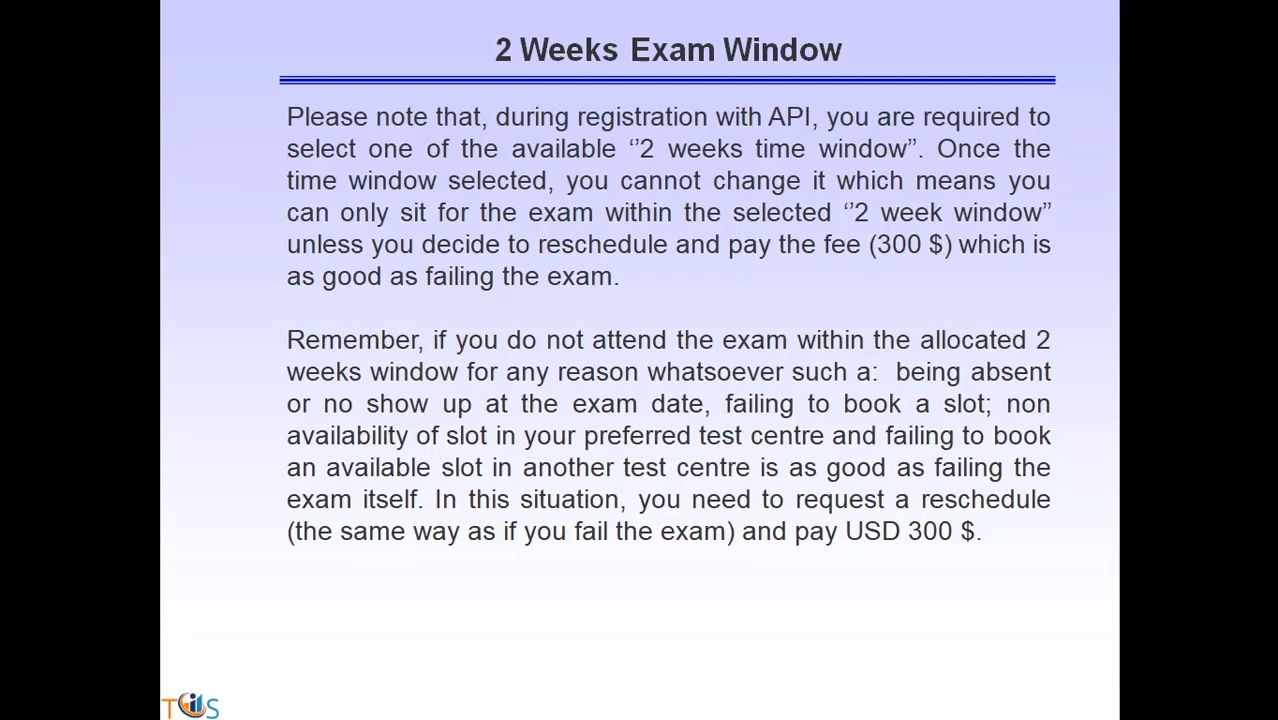 2 Weeks Exam Window
Please note that, during registration with API, you are required to
select one of the available ‘’2 weeks time window’’. Once the
time window selected, you cannot change it which means you
can only sit for the exam within the selected ‘’2 week window’’
unless you decide to reschedule and pay the fee (300 $) which is
as good as failing the exam.
Remember, if you do not attend the exam within the allocated 2
weeks window for any reason whatsoever such a:  being absent
or no show up at the exam date, failing to book a slot; non
availability of slot in your preferred test centre and failing to book
an available slot in another test centre is as good as failing the
exam itself. In this situation, you need to request a reschedule
(the same way as if you fail the exam) and pay USD 300 $.